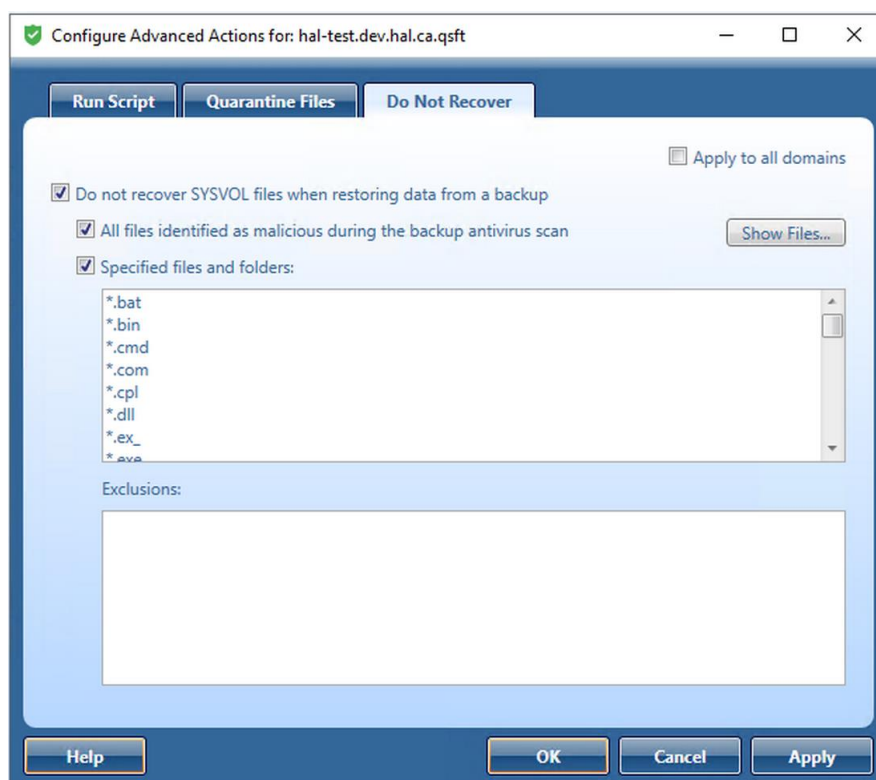 Configure Advanced Actions for: hal-test.dev.hal.ca.qsft
Run Script
Quarantine Files
Do Not Recover
Apply to all domains
Do not recover SYSVOL files when restoring data from a backup
All files identified as malicious during the backup antivirus scan
Show Files...
Specified files and folders:
*.bat
*.bin
*.cmd
*.com
*.cpl
*.dll
*.ex_
*.exe
Exclusions:
Help
OK
Cancel
Apply